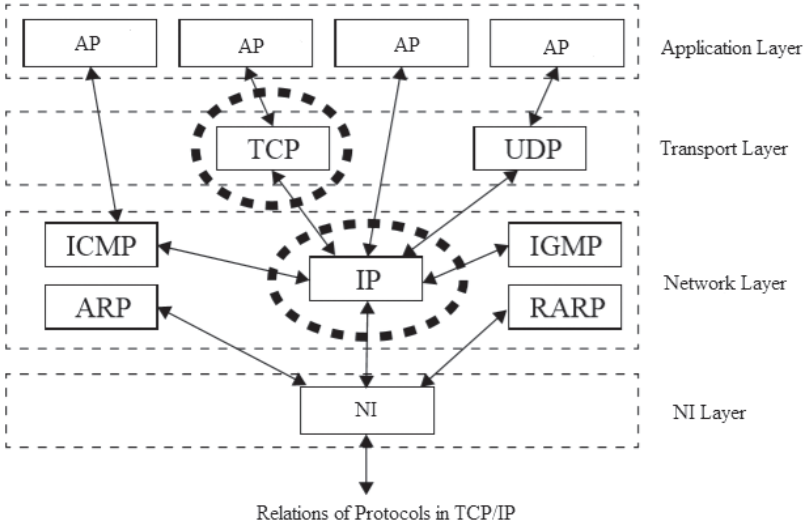 AP AP AP AP Application Layer
TCP UDP Transport Layer
ICMP IGMP
IP Network Layer
ARP RARP
NI NI Layer
Relations of Protocols in TCP/IP